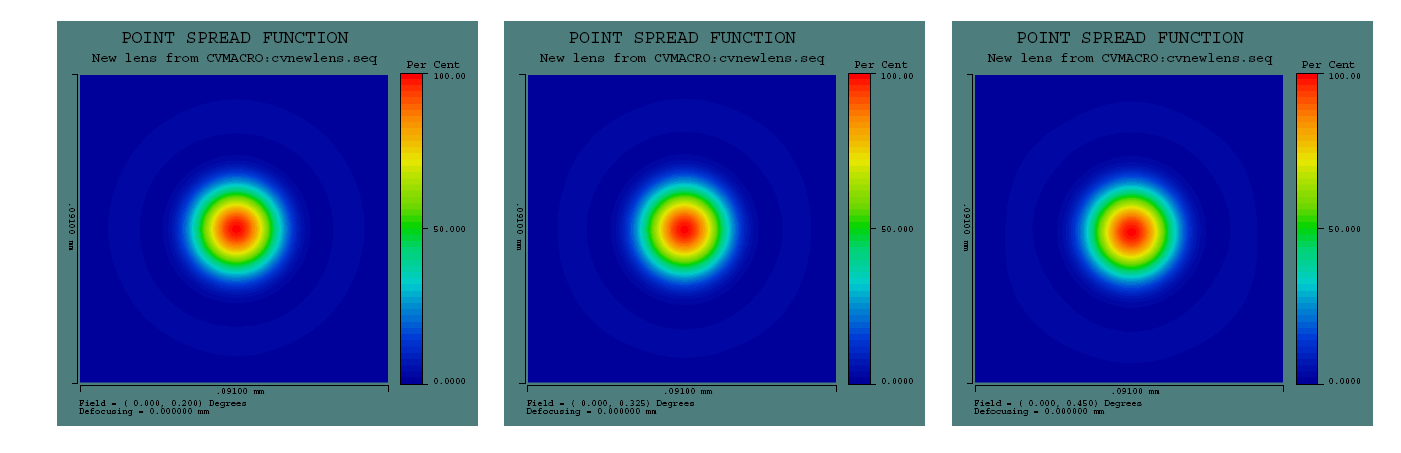 POINT SPREAD FUNCTION
New lens from CVMACRO:cvnewlens.seq
Per Cent
100.00
50.000
0.0000
.09100 mm
.09100 mm
Field = ( 0.000, 0.200) Degrees
Defocusing = 0.000000 mm
POINT SPREAD FUNCTION
New lens from CVMACRO:cvnewlens.seq
Per Cent
100.00
50.000
0.0000
.09100 mm
.09100 mm
Field = ( 0.000, 0.325) Degrees
Defocusing = 0.000000 mm
POINT SPREAD FUNCTION
New lens from CVMACRO:cvnewlens.seq
Per Cent
100.00
50.000
0.0000
.09100 mm
.09100 mm
Field = ( 0.000, 0.450) Degrees
Defocusing = 0.000000 mm